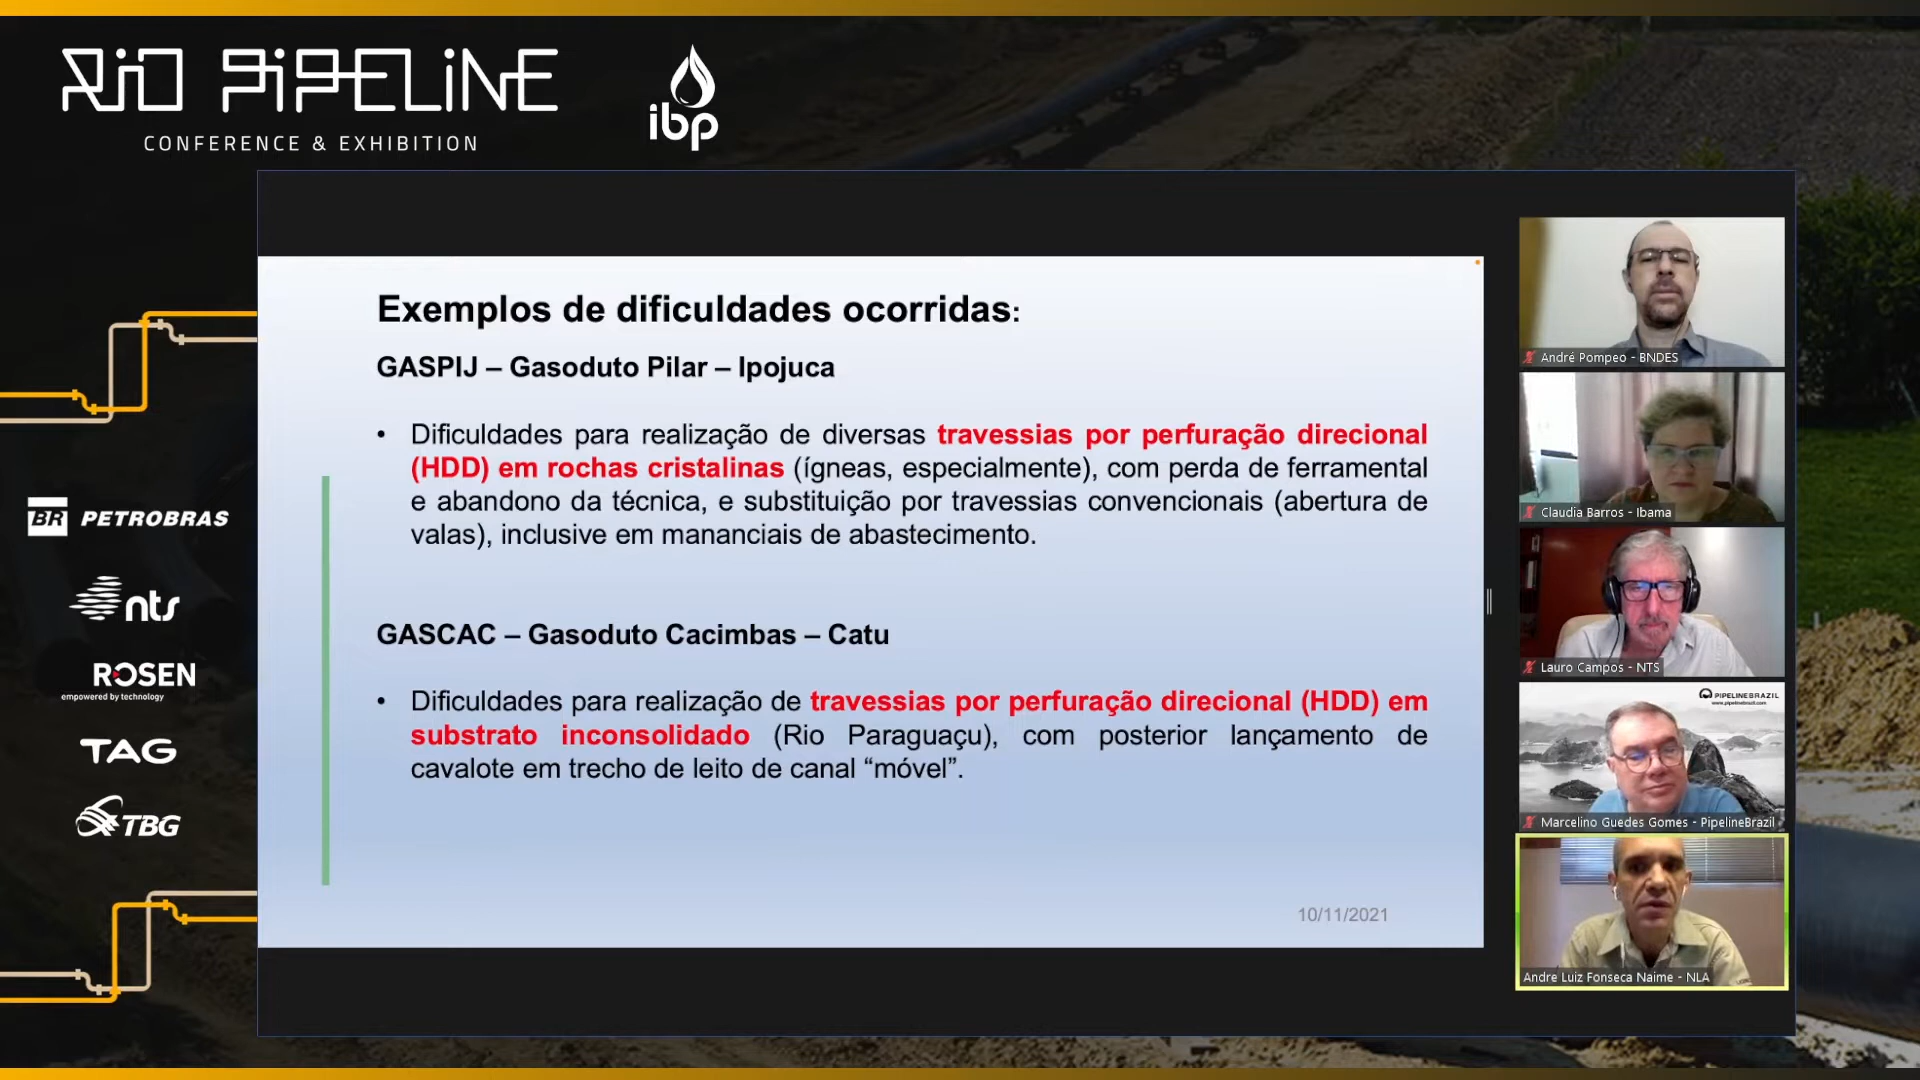 RIO PIPELINE
CONFERENCE & EXHIBITION
ibp
Exemplos de dificuldades ocorridas:
GASPIJ – Gasoduto Pilar – Ipojuca
• Dificuldades para realização de diversas travessias por perfuração direcional
(HDD) em rochas cristalinas (ígneas, especialmente), com perda de ferramental
e abandono da técnica, e substituição por travessias convencionais (abertura de
valas), inclusive em mananciais de abastecimento.
GASCAC – Gasoduto Cacimbas – Catu
• Dificuldades para realização de travessias por perfuração direcional (HDD) em
substrato inconsolidado (Rio Paraguaçu), com posterior lançamento de
cavalote em trecho de leito de canal “móvel”.
10/11/2021
BR PETROBRAS
nts
ROSEN
empowered by technology
TAG
TBG
André Pompeo - BNDES
Claudia Barros - Ibama
Lauro Campos - NTS
PIPELINEBRAZIL
www.pipelinebrazil.com
Marcelino Guedes Gomes - PipelineBrazil
Andre Luiz Fonseca Naime - NLA